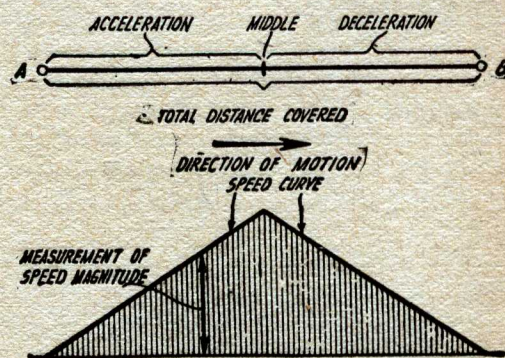 ACCELERATION MIDDLE DECELERATION
A B
TOTAL DISTANCE COVERED
DIRECTION OF MOTION
SPEED CURVE
MEASUREMENT OF
SPEED MAGNITUDE